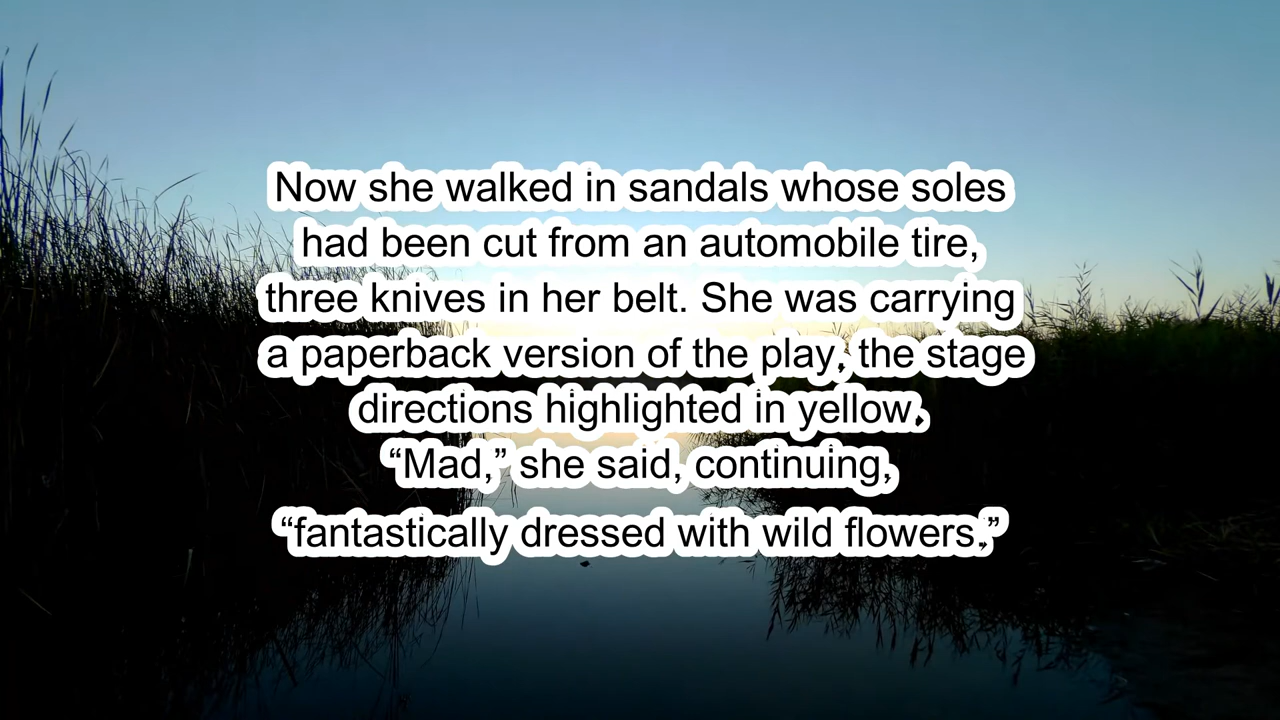 Now she walked in sandals whose soles
had been cut from an automobile tire,
three knives in her belt. She was carrying
a paperback version of the play, the stage
directions highlighted in yellow.
“Mad,” she said, continuing,
“fantastically dressed with wild flowers.”